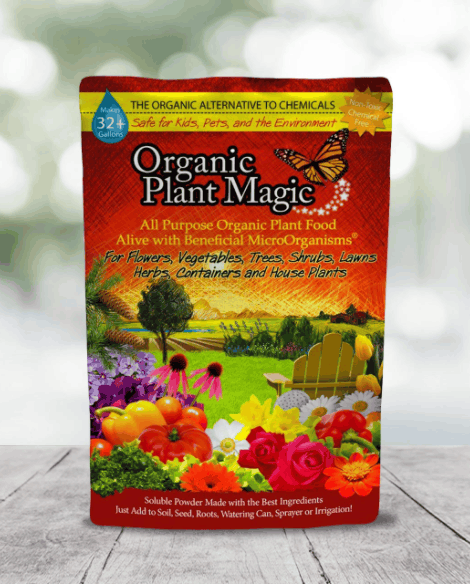 Makes
32+
Gallons
THE ORGANIC ALTERNATIVE TO CHEMICALS
Safe for Kids, Pets, and the Environment
Non-Toxic
Chemical
Free
Organic
Plant Magic
All Purpose Organic Plant Food
Alive with Beneficial MicroOrganisms®
For Flowers, Vegetables, Trees, Shrubs, Lawns
Herbs, Containers and House Plants
Soluble Powder Made with the Best Ingredients
Just Add to Soil, Seed, Roots, Watering Can, Sprayer or Irrigation!